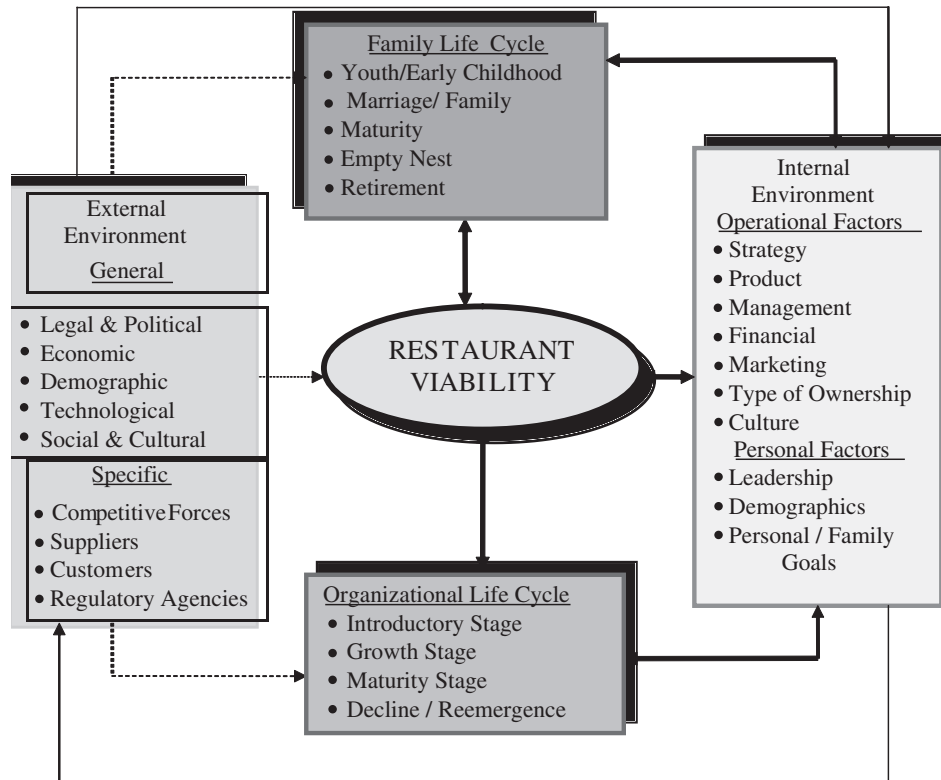 Family Life Cycle
• Youth/Early Childhood
• Marriage/ Family
• Maturity
• Empty Nest
• Retirement
External
Environment
General
• Legal & Political
• Economic
• Demographic
• Technological
• Social & Cultural
Specific
• Competitive Forces
• Suppliers
• Customers
• Regulatory Agencies
RESTAURANT
VIABILITY
Internal
Environment
Operational Factors
• Strategy
• Product
• Management
• Financial
• Marketing
• Type of Ownership
• Culture
Personal Factors
• Leadership
• Demographics
• Personal / Family
Goals
Organizational Life Cycle
• Introductory Stage
• Growth Stage
• Maturity Stage
• Decline / Reemergence